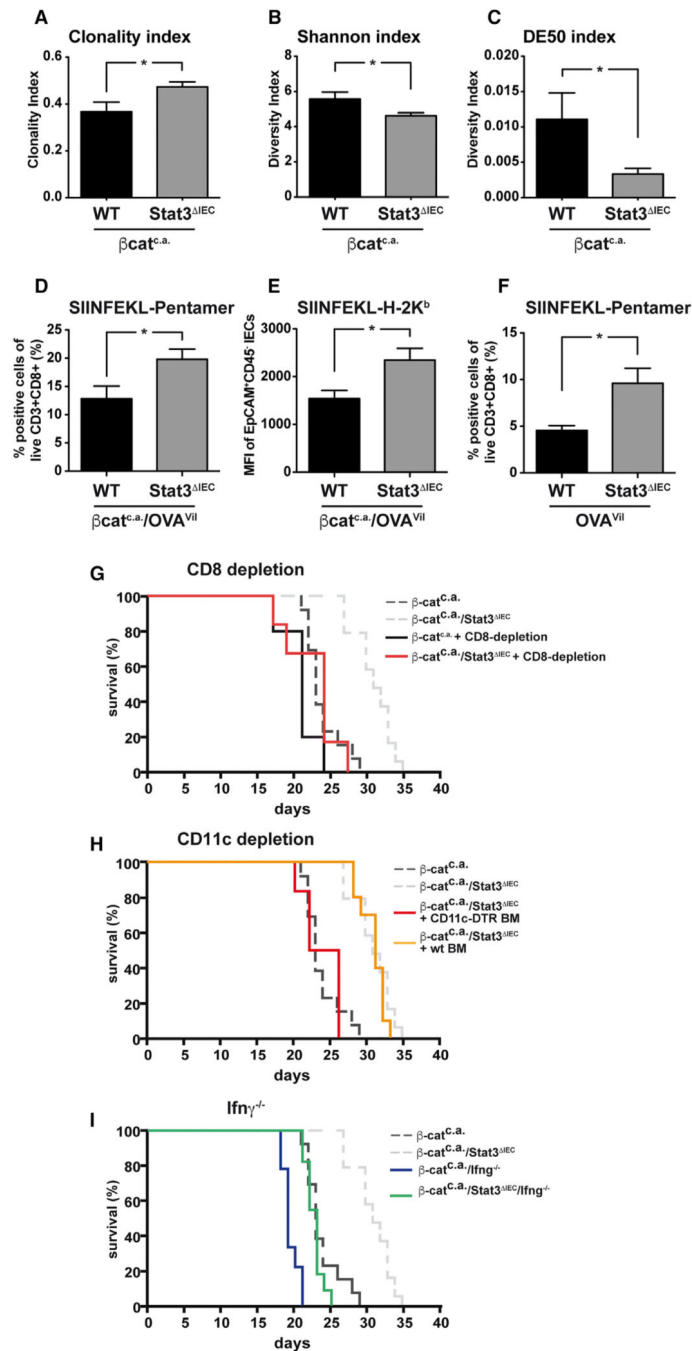 A
Clonality index
Clonality Index
0.6
0.4
0.2
0.0
*
WT
Stat3ΔIEC
βcatc.a.
B
Shannon index
Diversity Index
8
6
4
2
0
*
WT
Stat3ΔIEC
βcatc.a.
C
DE50 index
Diversity Index
0.020
0.015
0.010
0.005
0.000
*
WT
Stat3ΔIEC
βcatc.a.
D
SIINFEKL-Pentamer
% positive cells of
live CD3+CD8+ (%)
25
20
15
10
5
0
*
WT
Stat3ΔIEC
βcatc.a./OVAVil
E
SIINFEKL-H-2Kb
MFI of EpCAM+CD45- IECs
3000
2000
1000
0
*
WT
Stat3ΔIEC
βcatc.a./OVAVil
F
SIINFEKL-Pentamer
% positive cells of
live CD3+CD8+ (%)
15
10
5
0
*
WT
Stat3ΔIEC
OVAVil
G
CD8 depletion
survival (%)
100
80
60
40
20
0
0 5 10 15 20 25 30 35 40
days
β-catc.a.
β-catc.a./Stat3ΔIEC
β-catc.a. + CD8-depletion
β-catc.a./Stat3ΔIEC + CD8-depletion
H
CD11c depletion
survival (%)
100
80
60
40
20
0
0 5 10 15 20 25 30 35 40
days
β-catc.a.
β-catc.a./Stat3ΔIEC
β-catc.a./Stat3ΔIEC
+ CD11c-DTR BM
β-catc.a./Stat3ΔIEC
+ wt BM
I
Ifnγ-/-
survival (%)
100
80
60
40
20
0
0 5 10 15 20 25 30 35 40
days
β-catc.a.
β-catc.a./Stat3ΔIEC
β-catc.a./Ifng-/-
β-catc.a./Stat3ΔIEC/Ifng-/-